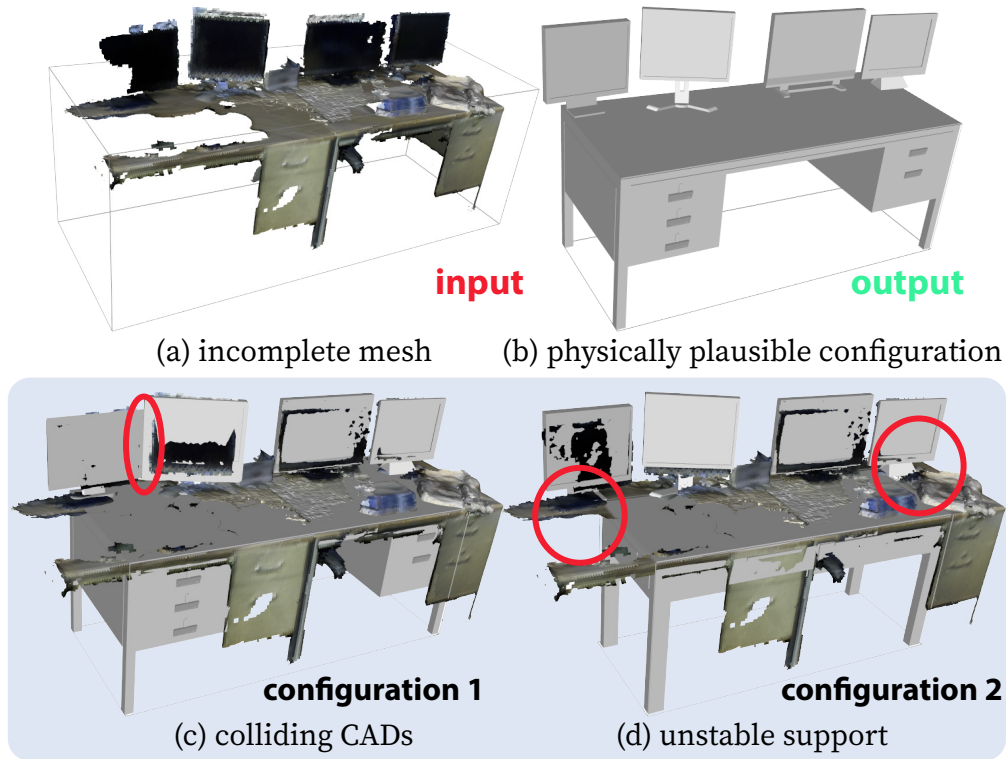 input
output
(a) incomplete mesh
(b) physically plausible configuration
configuration 1
configuration 2
(c) colliding CADs
(d) unstable support